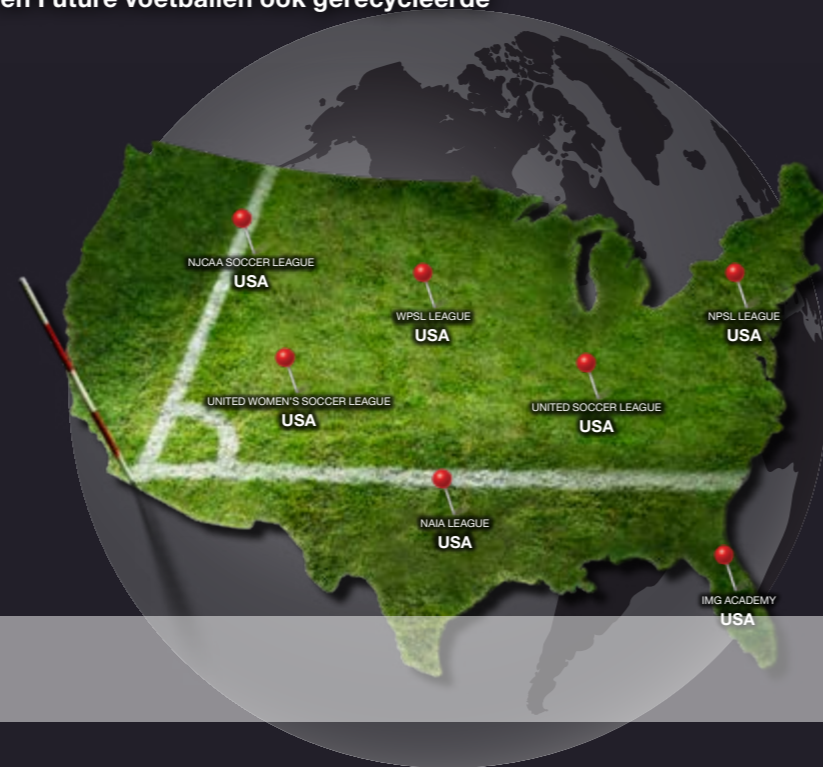 en Future voetballen ook gerecycleerde
NJCAA SOCCER LEAGUE
USA
WPSL LEAGUE
USA
NPSL LEAGUE
USA
UNITED WOMEN'S SOCCER LEAGUE
USA
UNITED SOCCER LEAGUE
USA
NAIA LEAGUE
USA
IMG ACADEMY
USA